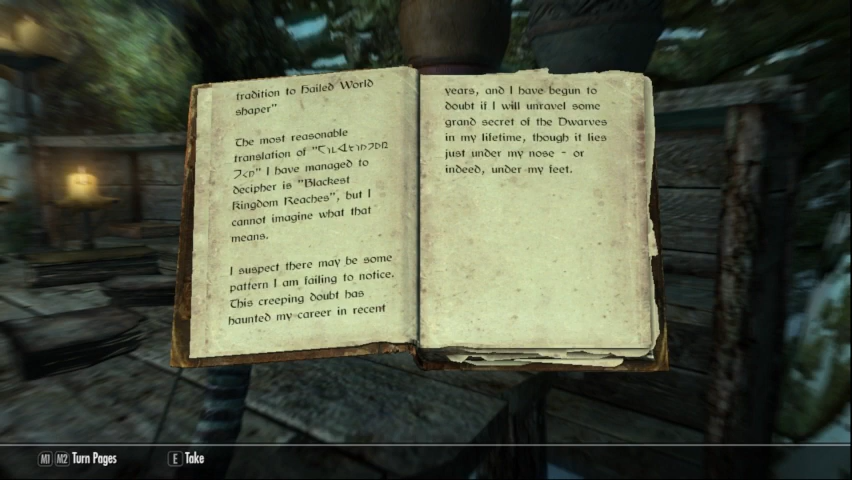 tradition to Hailed World
shaper"
The most reasonable
translation of "
" I have managed to
decipher is "Blackest
Kingdom Reaches", but I
cannot imagine what that
means.
I suspect there may be some
pattern I am failing to notice.
This creeping doubt has
haunted my career in recent
years, and I have begun to
doubt if I will unravel some
grand secret of the Dwarves
in my lifetime, though it lies
just under my nose - or
indeed, under my feet.
M1 M2 Turn Pages
E Take